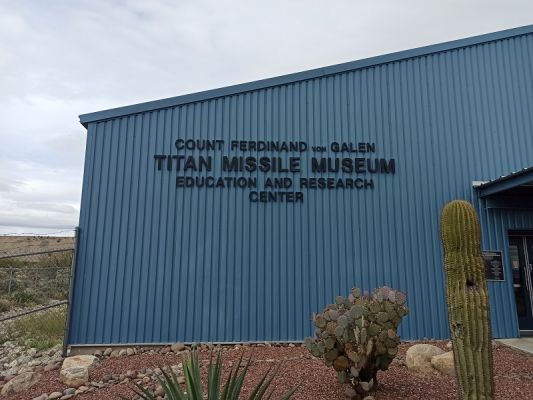 COUNT FERDINAND VON GALEN
TITAN MISSILE MUSEUM
EDUCATION AND RESEARCH
CENTER